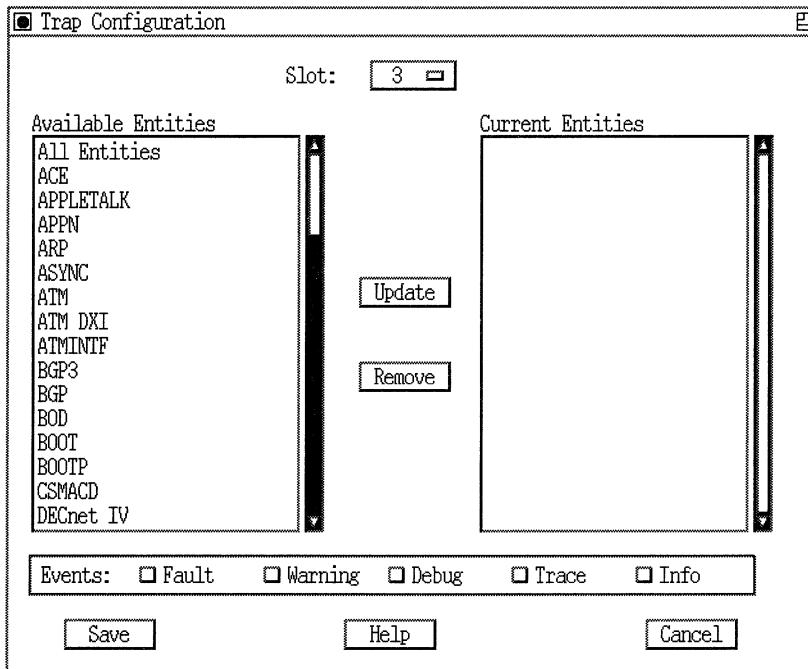 Trap Configuration
Slot: 3
Available Entities
All Entities
ACE
APPLETALK
APPN
ARP
ASYNC
ATM
ATM DXI
ATMINTF
BGP3
BGP
BOD
BOOT
BOOTP
CSMACD
DECnet IV
Update
Remove
Current Entities
Events: Fault Warning Debug Trace Info
Save Help Cancel